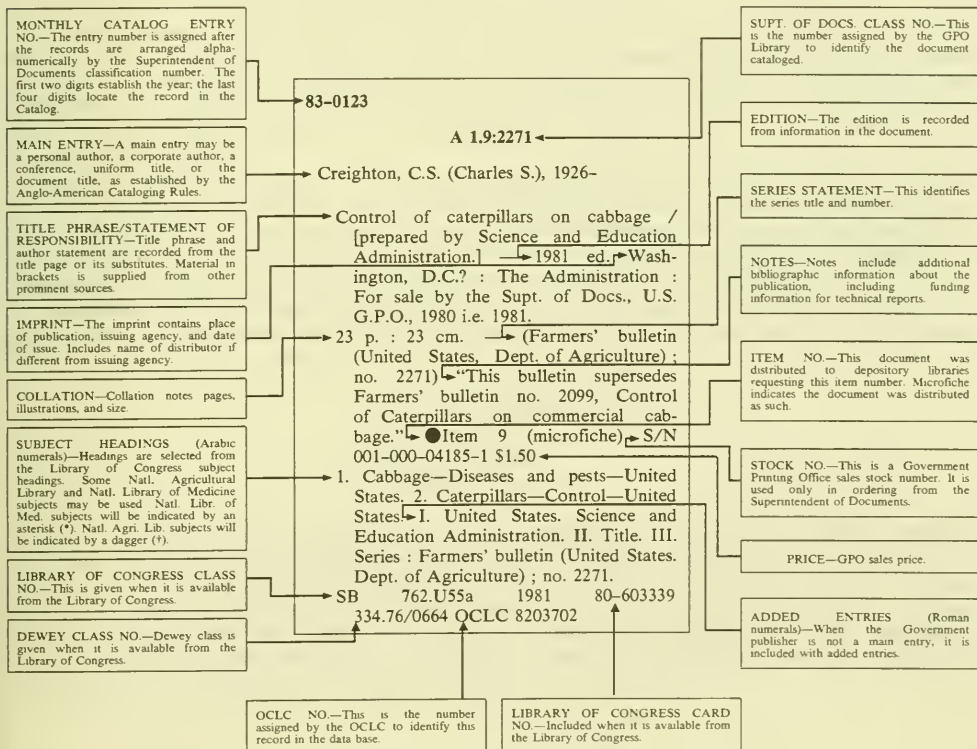 MONTHLY CATALOG ENTRY
NO.—The entry number is assigned after
the records are arranged alpha-
numerically by the Superintendent of
Documents classification number. The
first two digits establish the year; the last
four digits locate the record in the
Catalog.
MAIN ENTRY—A main entry may be
a personal author, a corporate author, a
conference, uniform title, or the
document title, as established by the
Anglo-American Cataloging Rules.
TITLE PHRASE/STATEMENT OF
RESPONSIBILITY—Title phrase and
author statement are recorded from the
title page or its substitutes. Material in
brackets is supplied from other
prominent sources.
IMPRINT—The imprint contains place
of publication, issuing agency, and date
of issue. Includes name of distributor if
different from issuing agency.
COLLATION—Collation notes pages,
illustrations, and size.
SUBJECT HEADINGS (Arabic
numerals)—Headings are selected from
the Library of Congress subject
headings. Some Natl. Agricultural
Library and Natl. Library of Medicine
subjects may be used Natl. Libr. of
Med. subjects will be indicated by an
asterisk (*). Natl. Agri. Lib. subjects will
be indicated by a dagger (†).
LIBRARY OF CONGRESS CLASS
NO.—This is given when it is available
from the Library of Congress.
DEWEY CLASS NO.—Dewey class is
given when it is available from the
Library of Congress.
83-0123
A 1.9:2271
Creighton, C.S. (Charles S.), 1926–
Control of caterpillars on cabbage /
[prepared by Science and Education
Administration.] 1981 ed. Wash-
ington, D.C.? : The Administration :
For sale by the Supt. of Docs., U.S.
G.P.O., 1980 i.e. 1981.
23 p. : 23 cm. (Farmers' bulletin
(United States, Dept. of Agriculture) ;
no. 2271) "This bulletin supersedes
Farmers' bulletin no. 2099, Control
of Caterpillars on commercial cab-
bage." ●Item 9 (microfiche) S/N
001-000-04185-1 $1.50
1. Cabbage—Diseases and pests—United
States. 2. Caterpillars—Control—United
States I. United States. Science and
Education Administration. II. Title. III.
Series : Farmers' bulletin (United States.
Dept. of Agriculture) ; no. 2271.
SB 762.U55a 1981 80-603339
334.76/0664 OCLC 8203702
SUPT. OF DOCS. CLASS NO.—This
is the number assigned by the GPO
Library to identify the document
cataloged.
EDITION—The edition is recorded
from information in the document.
SERIES STATEMENT—This identifies
the series title and number.
NOTES—Notes include additional
bibliographic information about the
publication, including funding
information for technical reports.
ITEM NO.—This document was
distributed to depository libraries
requesting this item number. Microfiche
indicates the document was distributed
as such.
STOCK NO.—This is a Government
Printing Office sales stock number. It is
used only in ordering from the
Superintendent of Documents.
PRICE—GPO sales price.
ADDED ENTRIES (Roman
numerals)—When the Government
publisher is not a main entry, it is
included with added entries.
OCLC NO.—This is the number
assigned by the OCLC to identify this
record in the data base.
LIBRARY OF CONGRESS CARD
NO.—Included when it is available from
the Library of Congress.